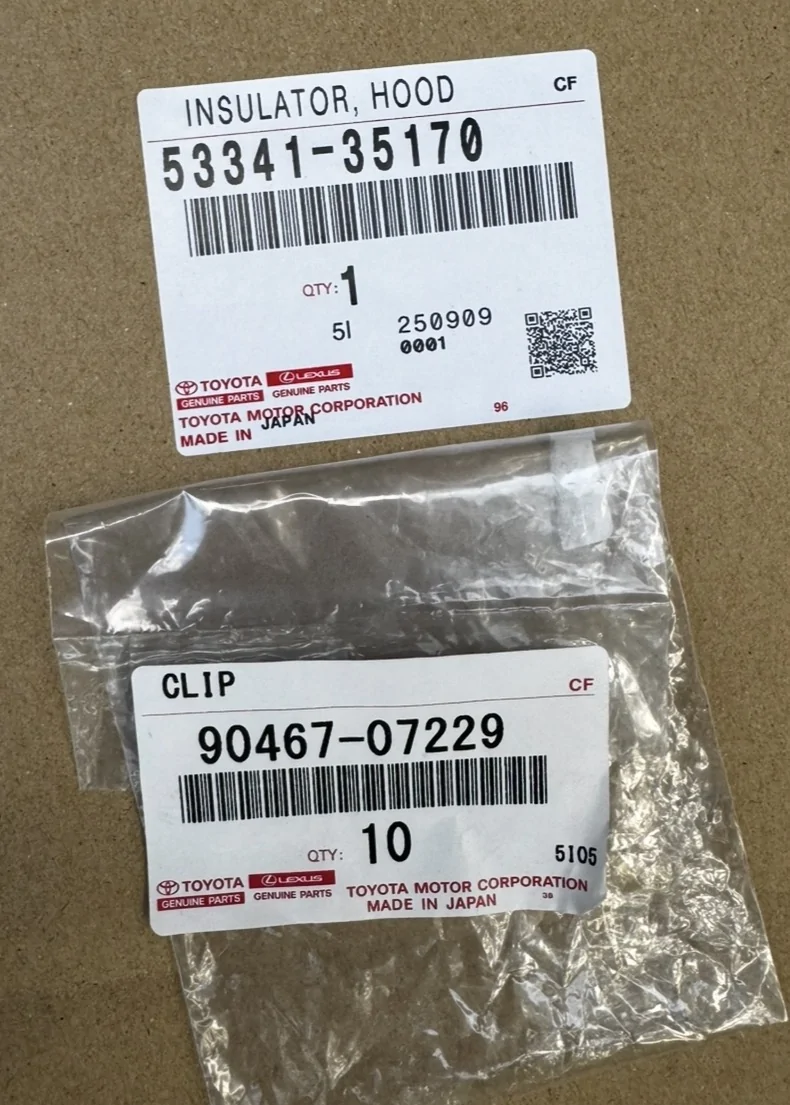 INSULATOR, HOOD CF
53341-35170
QTY: 1
5I 250909
0001
TOYOTA LEXUS
GENUINE PARTS GENUINE PARTS
TOYOTA MOTOR CORPORATION 96
MADE IN JAPAN
CLIP CF
90467-07229
QTY: 10 5I05
TOYOTA LEXUS TOYOTA MOTOR CORPORATION
GENUINE PARTS GENUINE PARTS MADE IN JAPAN 3B